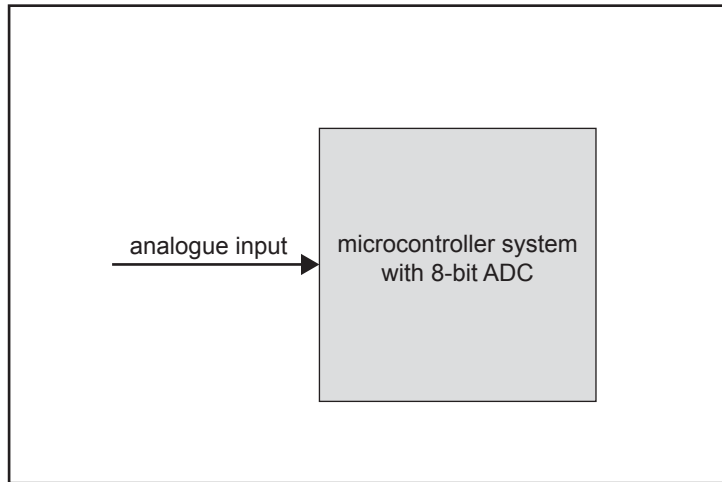 analogue input
microcontroller system
with 8-bit ADC